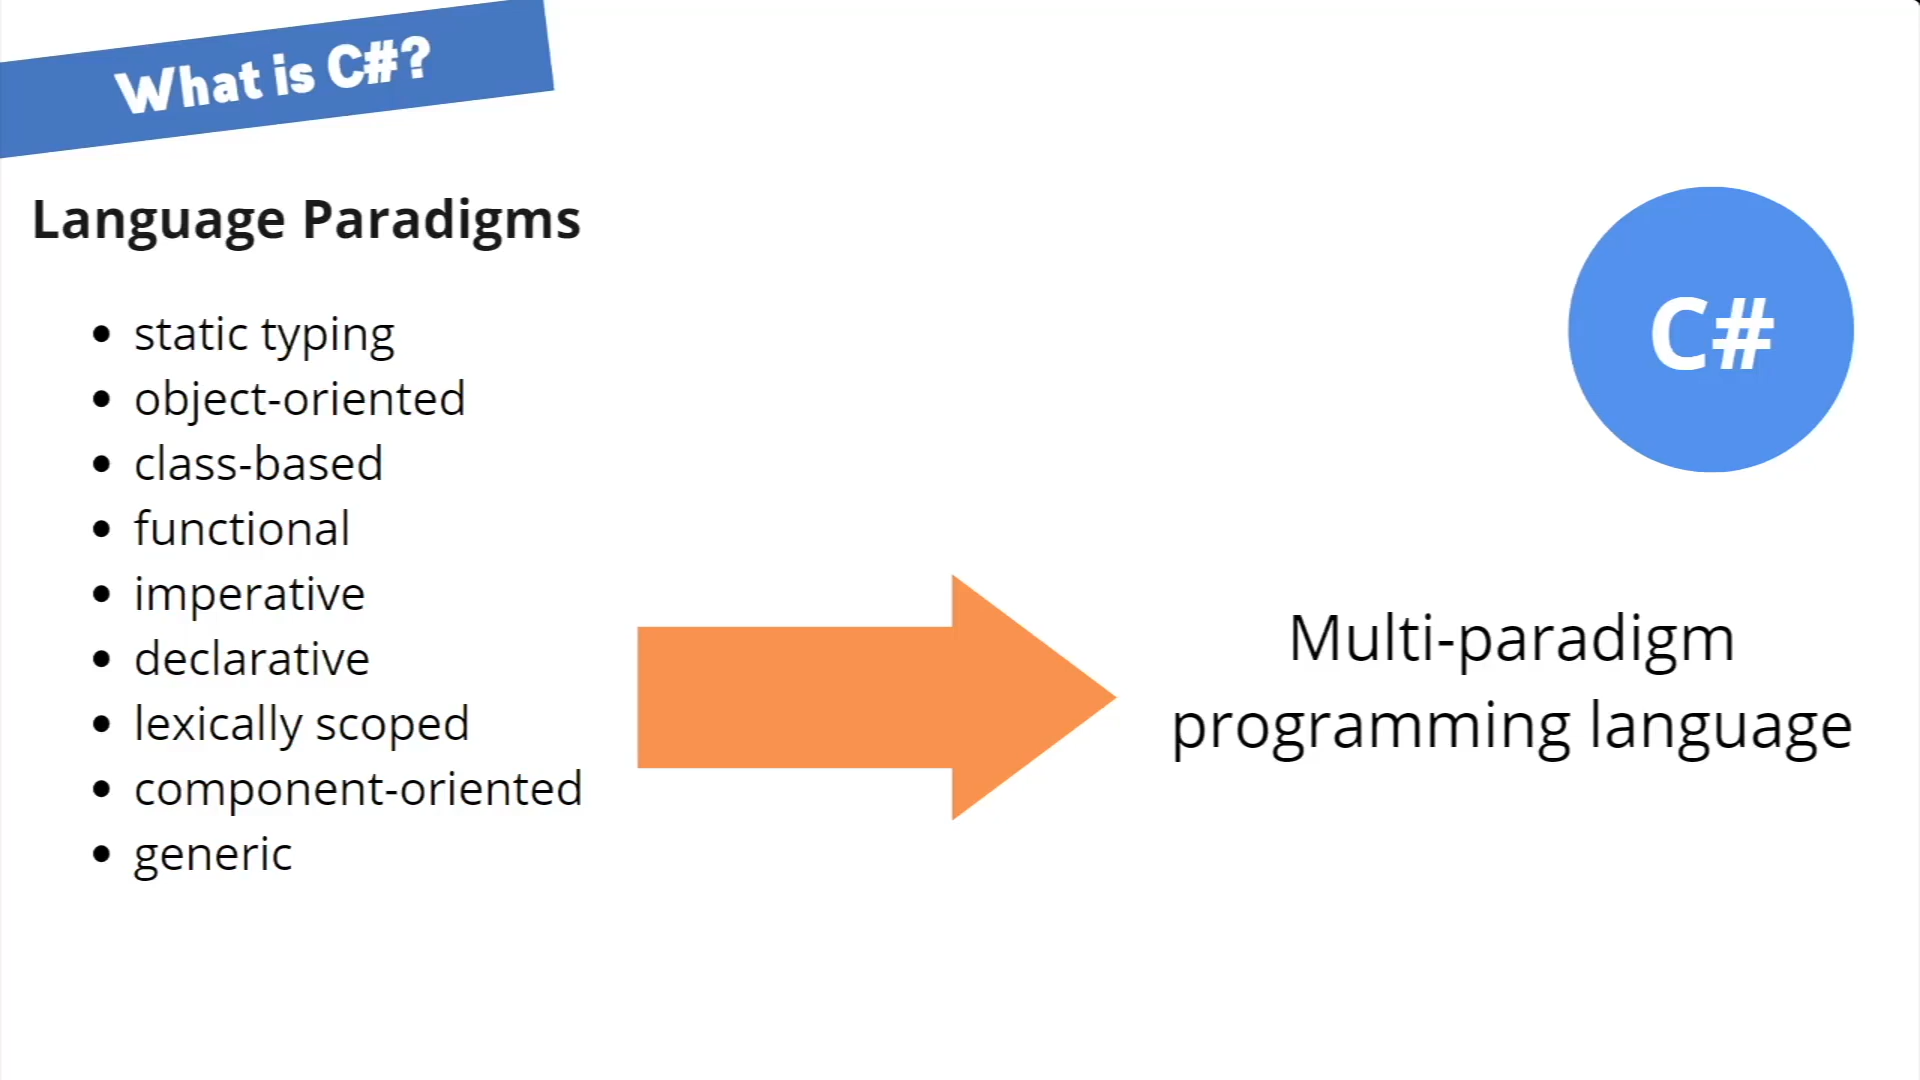 What is C#?
Language Paradigms
static typing
object-oriented
class-based
functional
imperative
declarative
lexically scoped
component-oriented
generic
C#
Multi-paradigm
programming language